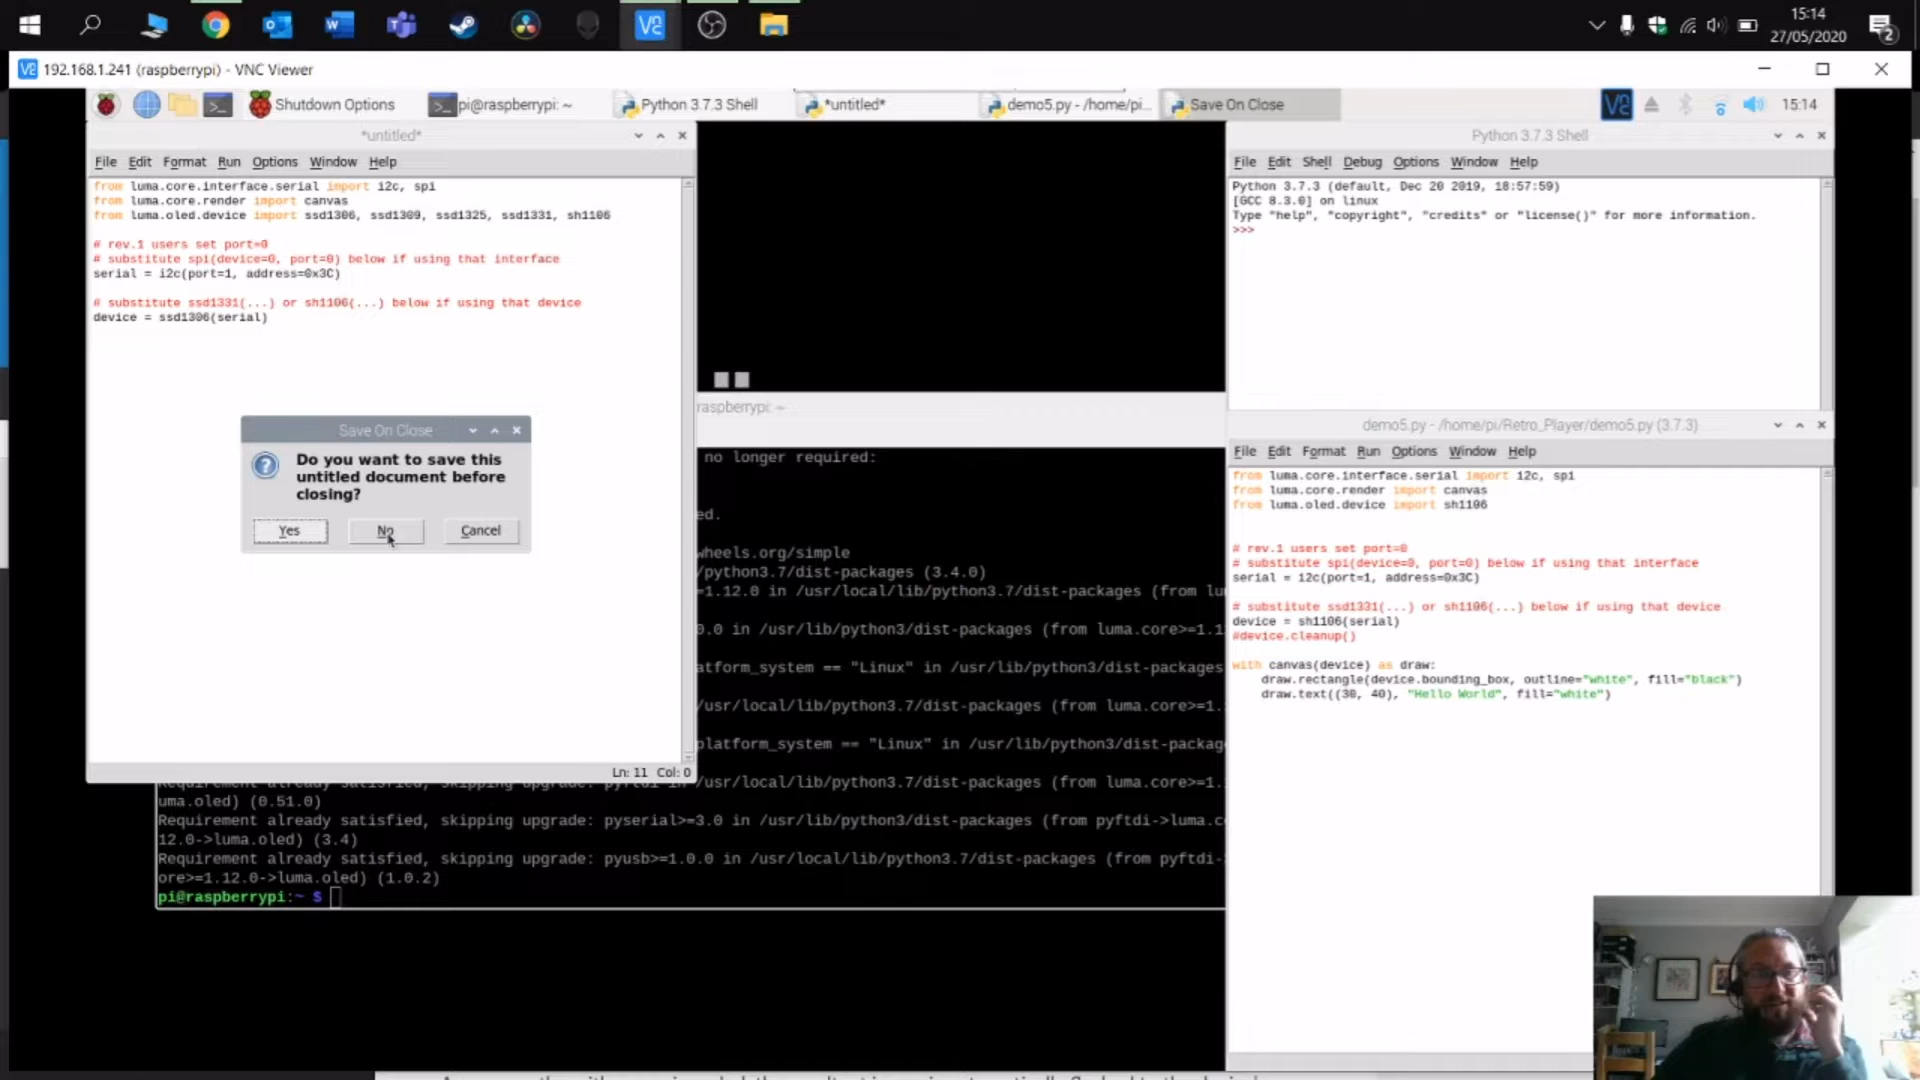 15:14
27/05/2020
2
192.168.1.241 (raspberrypi) - VNC Viewer
Shutdown Options
pi@raspberrypi: ~
Python 3.7.3 Shell
*untitled*
demo5.py - /home/pi...
Save On Close
15:14
*untitled*
File Edit Format Run Options Window Help
from luma.core.interface.serial import i2c, spi
from luma.core.render import canvas
from luma.oled.device import ssd1306, ssd1309, ssd1325, ssd1331, sh1106
# rev.1 users set port=0
# substitute spi(device=0, port=0) below if using that interface
serial = i2c(port=1, address=0x3C)
# substitute ssd1331(...) or sh1106(...) below if using that device
device = ssd1306(serial)
Save On Close
Do you want to save this
untitled document before
closing?
Yes No Cancel
Ln: 11 Col: 0
Python 3.7.3 Shell
File Edit Shell Debug Options Window Help
Python 3.7.3 (default, Dec 20 2019, 18:57:59)
[GCC 8.3.0] on linux
Type "help", "copyright", "credits" or "license()" for more information.
>>>
raspberrypi: ~
no longer required:
ed.
wheels.org/simple
/python3.7/dist-packages (3.4.0)
=1.12.0 in /usr/local/lib/python3.7/dist-packages (from lu
0.0 in /usr/lib/python3/dist-packages (from luma.core>=1.1
atform_system == "Linux" in /usr/lib/python3/dist-packages
/usr/local/lib/python3.7/dist-packages (from luma.core>=1.
platform_system == "Linux" in /usr/lib/python3/dist-packag
Requirement already satisfied, skipping upgrade: pyftdi in /usr/local/lib/python3.7/dist-packages (from luma.core>=1.
uma.oled) (0.51.0)
Requirement already satisfied, skipping upgrade: pyserial>=3.0 in /usr/lib/python3/dist-packages (from pyftdi->luma.c
12.0->luma.oled) (3.4)
Requirement already satisfied, skipping upgrade: pyusb>=1.0.0 in /usr/local/lib/python3.7/dist-packages (from pyftdi-
ore>=1.12.0->luma.oled) (1.0.2)
pi@raspberrypi:~ $
demo5.py - /home/pi/Retro_Player/demo5.py (3.7.3)
File Edit Format Run Options Window Help
from luma.core.interface.serial import i2c, spi
from luma.core.render import canvas
from luma.oled.device import sh1106
# rev.1 users set port=0
# substitute spi(device=0, port=0) below if using that interface
serial = i2c(port=1, address=0x3C)
# substitute ssd1331(...) or sh1106(...) below if using that device
device = sh1106(serial)
#device.cleanup()
with canvas(device) as draw:
draw.rectangle(device.bounding_box, outline="white", fill="black")
draw.text((30, 40), "Hello World", fill="white")